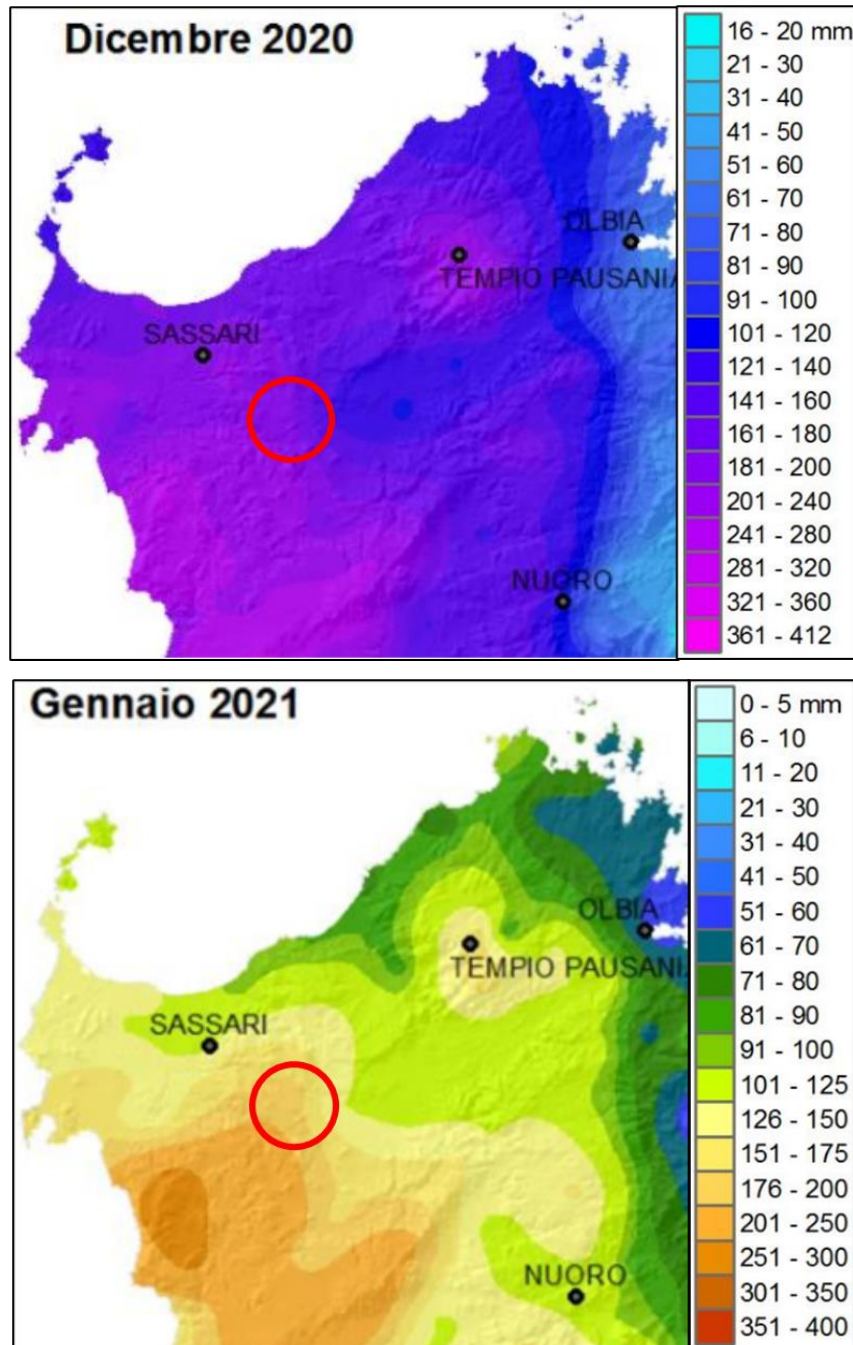 Dicembre 2020
OLBIA
TEMPIO PAUSANIA
SASSARI
NUORO
16 - 20 mm
21 - 30
31 - 40
41 - 50
51 - 60
61 - 70
71 - 80
81 - 90
91 - 100
101 - 120
121 - 140
141 - 160
161 - 180
181 - 200
201 - 240
241 - 280
281 - 320
321 - 360
361 - 412
Gennaio 2021
OLBIA
TEMPIO PAUSANIA
SASSARI
NUORO
0 - 5 mm
6 - 10
11 - 20
21 - 30
31 - 40
41 - 50
51 - 60
61 - 70
71 - 80
81 - 90
91 - 100
101 - 125
126 - 150
151 - 175
176 - 200
201 - 250
251 - 300
301 - 350
351 - 400